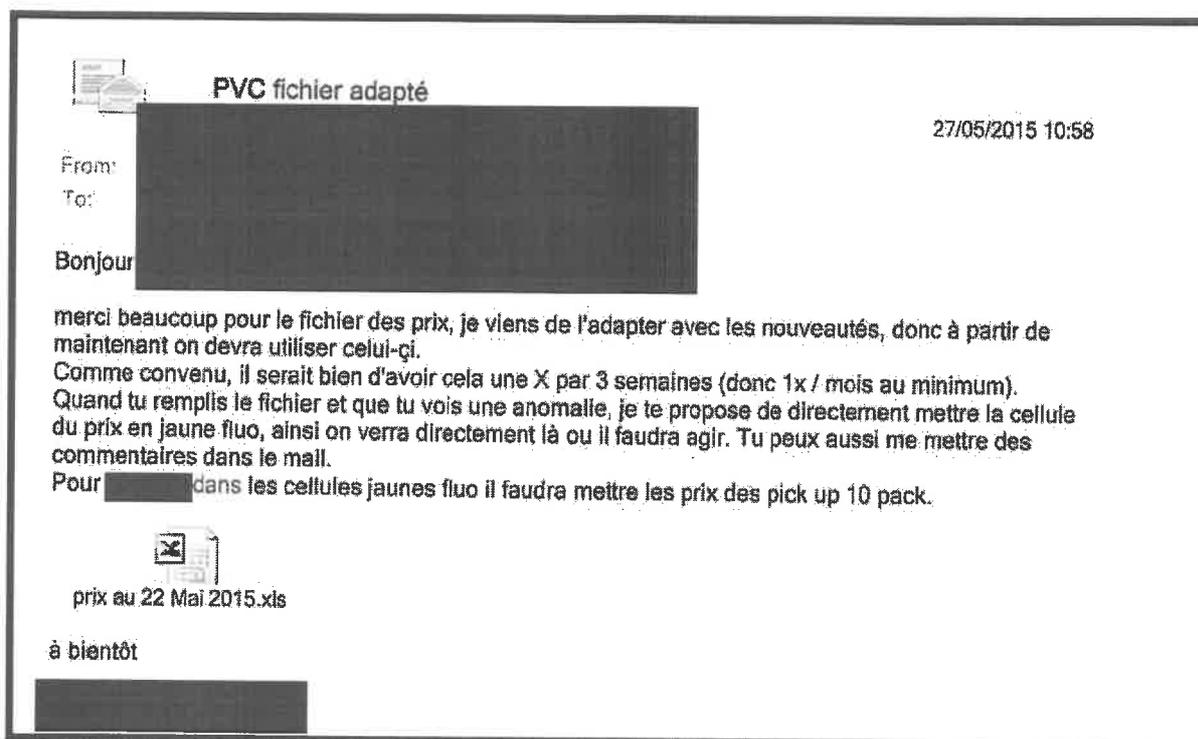 PVC fichier adapté
27/05/2015 10:58
From:
To:
Bonjour
merci beaucoup pour le fichier des prix, je viens de l'adapter avec les nouveautés, donc à partir de
maintenant on devra utiliser celui-çi.
Comme convenu, il serait bien d'avoir cela une X par 3 semaines (donc 1x / mois au minimum).
Quand tu remplis le fichier et que tu vois une anomalie, je te propose de directement mettre la cellule
du prix en jaune fluo, ainsi on verra directement là ou il faudra agir. Tu peux aussi me mettre des
commentaires dans le mail.
Pour dans les cellules jaunes fluo il faudra mettre les prix des pick up 10 pack.
prix au 22 Mai 2015.xls
à bientôt